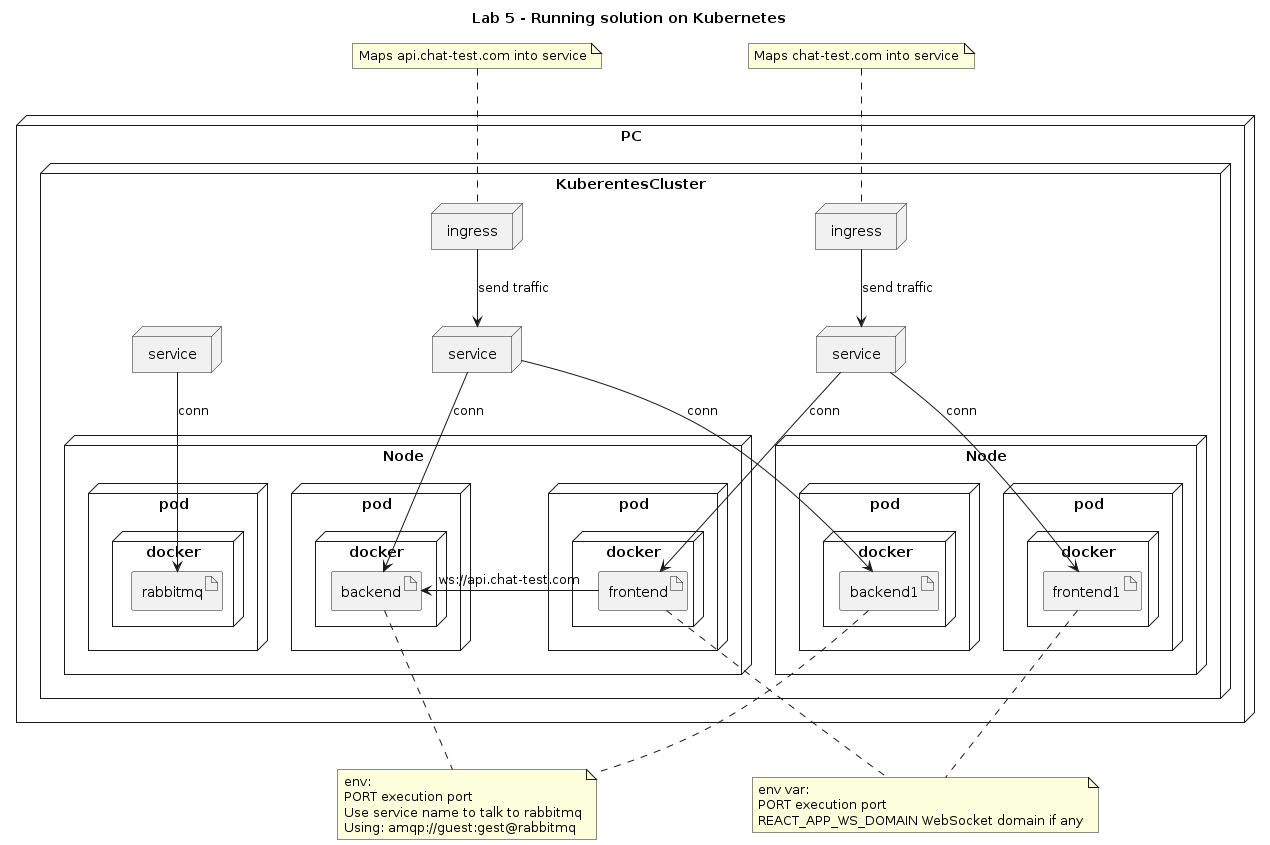 Lab 5 - Running solution on Kubernetes
Maps api.chat-test.com into service
Maps chat-test.com into service
PC
KuberentesCluster
ingress
ingress
send traffic
send traffic
service
service
service
conn
conn
conn
conn
conn
Node
Node
pod
pod
pod
pod
pod
docker
docker
docker
docker
docker
ws://api.chat-test.com
rabbitmq
backend
frontend
backend1
frontend1
env:
PORT execution port
Use service name to talk to rabbitmq
Using: amqp://guest:gest@rabbitmq
env var:
PORT execution port
REACT_APP_WS_DOMAIN WebSocket domain if any